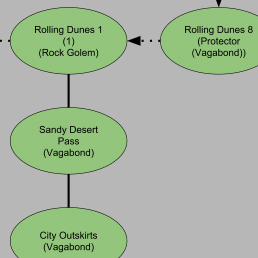 Rolling Dunes 1
(1)
(Rock Golem)
Rolling Dunes 8
(Protector
(Vagabond))
Sandy Desert
Pass
(Vagabond)
City Outskirts
(Vagabond)